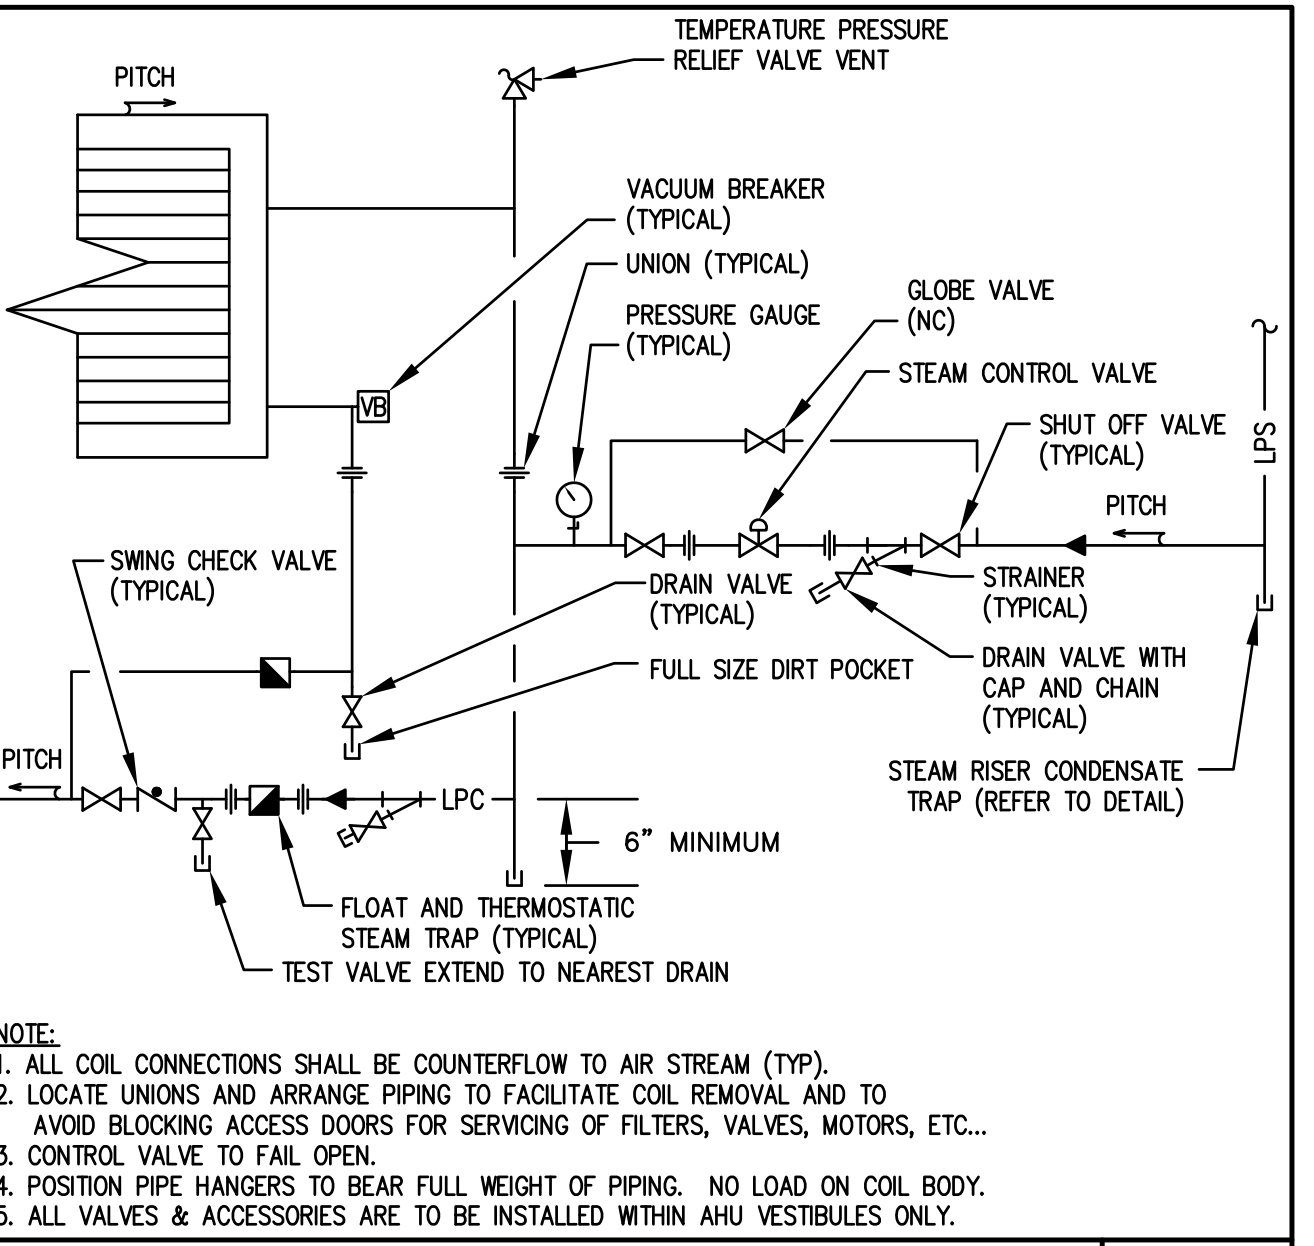 TEMPERATURE PRESSURE
RELIEF VALVE VENT
PITCH
VACUUM BREAKER
(TYPICAL)
UNION (TYPICAL)
PRESSURE GAUGE
(TYPICAL)
GLOBE VALVE
(NC)
STEAM CONTROL VALVE
VB
SHUT OFF VALVE
(TYPICAL)
LPS
PITCH
SWING CHECK VALVE
(TYPICAL)
DRAIN VALVE
(TYPICAL)
STRAINER
(TYPICAL)
FULL SIZE DIRT POCKET
DRAIN VALVE WITH
CAP AND CHAIN
(TYPICAL)
PITCH
STEAM RISER CONDENSATE
TRAP (REFER TO DETAIL)
LPC
6” MINIMUM
FLOAT AND THERMOSTATIC
STEAM TRAP (TYPICAL)
TEST VALVE EXTEND TO NEAREST DRAIN
NOTE:
1. ALL COIL CONNECTIONS SHALL BE COUNTERFLOW TO AIR STREAM (TYP).
2. LOCATE UNIONS AND ARRANGE PIPING TO FACILITATE COIL REMOVAL AND TO
AVOID BLOCKING ACCESS DOORS FOR SERVICING OF FILTERS, VALVES, MOTORS, ETC...
3. CONTROL VALVE TO FAIL OPEN.
4. POSITION PIPE HANGERS TO BEAR FULL WEIGHT OF PIPING. NO LOAD ON COIL BODY.
5. ALL VALVES & ACCESSORIES ARE TO BE INSTALLED WITHIN AHU VESTIBULES ONLY.